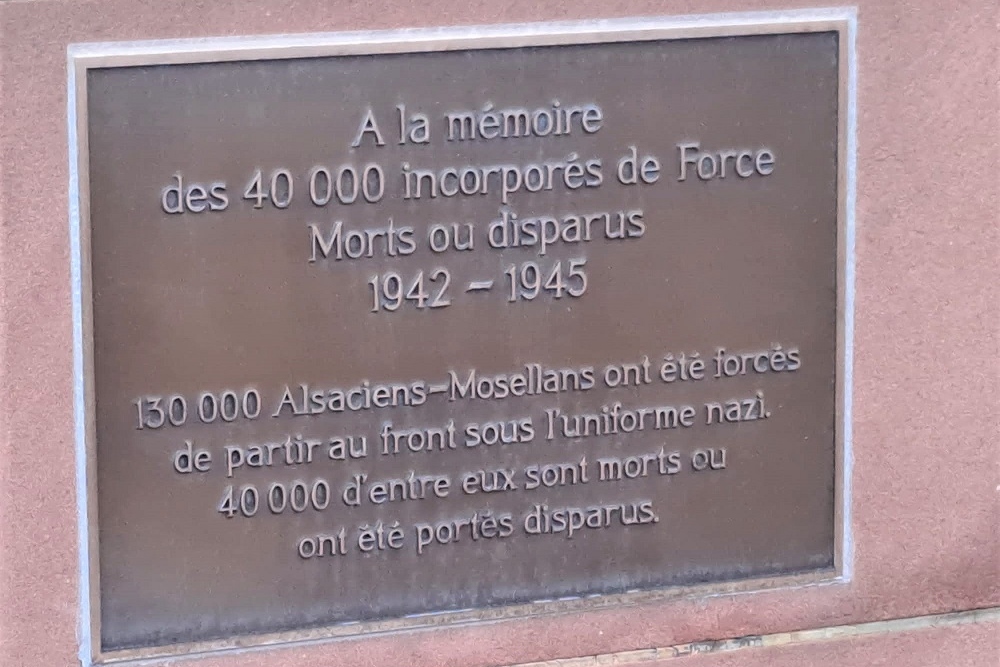 A la mémoire
des 40 000 incorporés de Force
Morts ou disparus
1942 – 1945
130 000 Alsaciens-Mosellans ont été forcés
de partir au front sous l'uniforme nazi.
40 000 d'entre eux sont morts ou
ont été portés disparus.